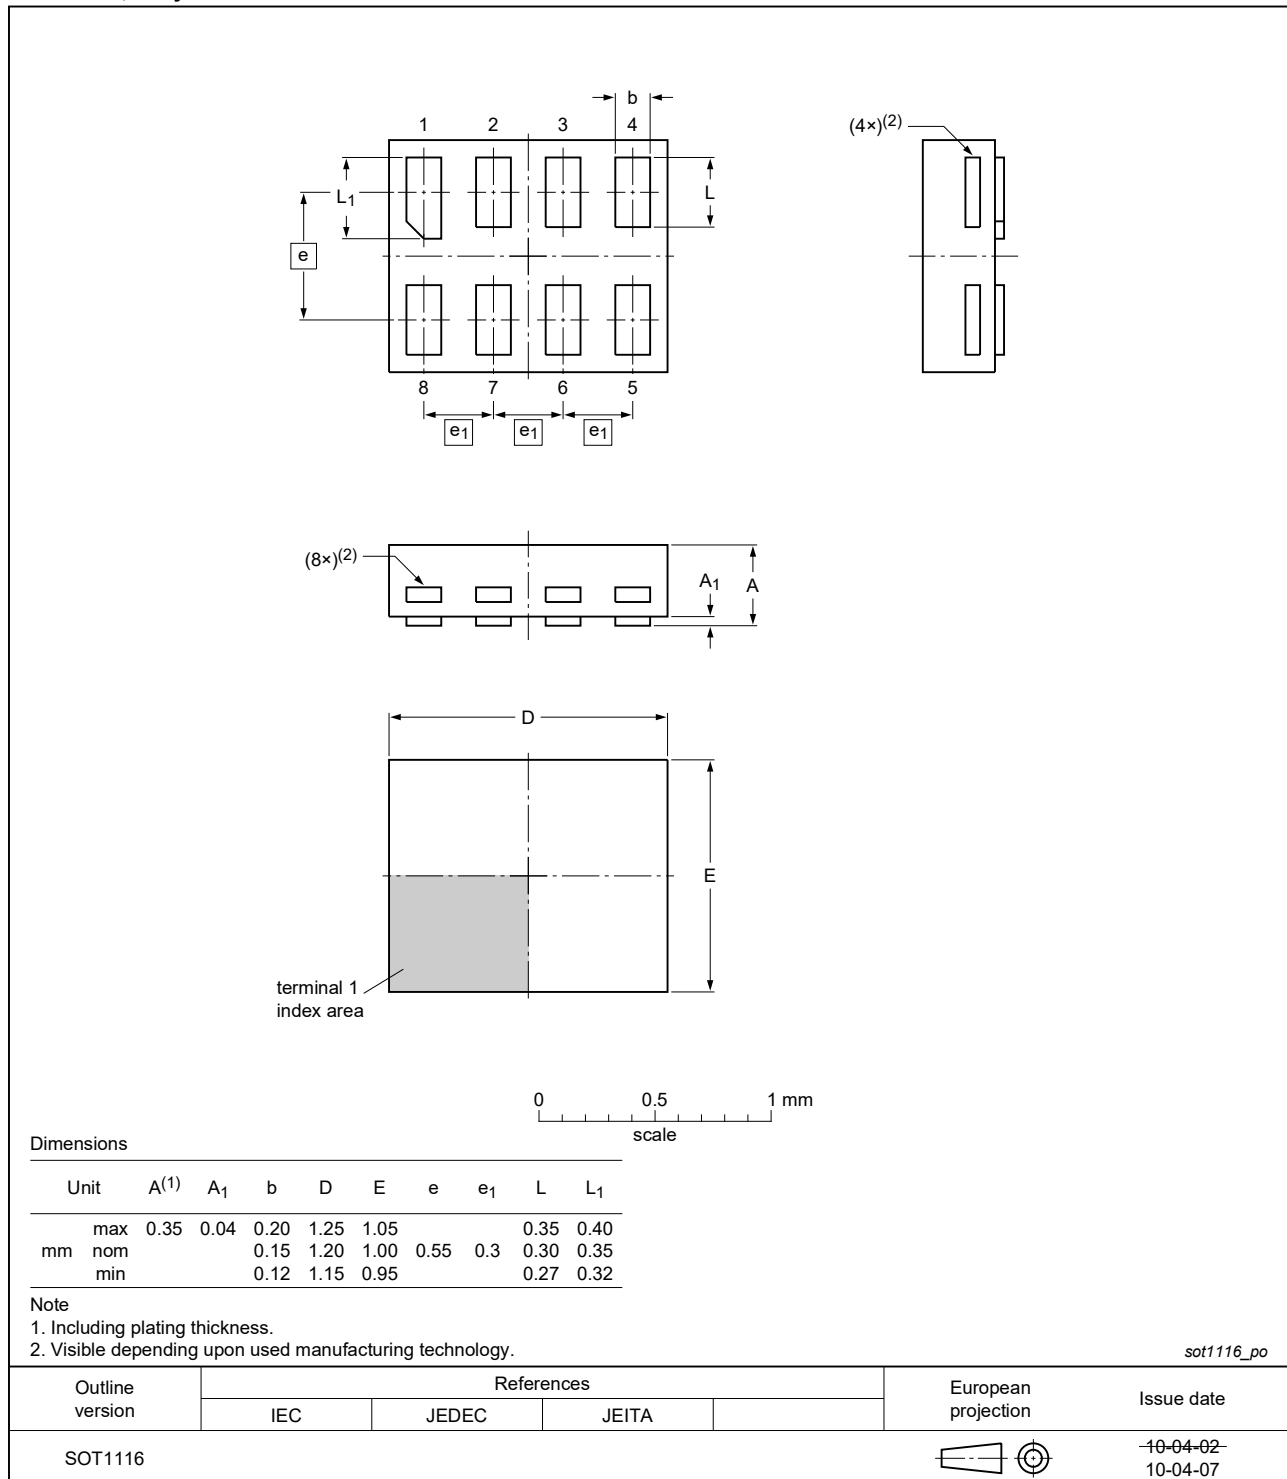 b
1 2 3 4
(4×)(2)
L1
L
e
8 7 6 5
e1 e1 e1
(8×)(2)
A1
A
D
E
terminal 1
index area
0 0.5 1 mm
scale
Dimensions
Unit A(1) A1 b D E e e1 L L1
max 0.35 0.04 0.20 1.25 1.05 0.35 0.40
mm nom 0.15 1.20 1.00 0.55 0.3 0.30 0.35
min 0.12 1.15 0.95 0.27 0.32
Note
1. Including plating thickness.
2. Visible depending upon used manufacturing technology.
sot1116_po
Outline
version
References
IEC JEDEC JEITA
European
projection
Issue date
SOT1116
10-04-02
10-04-07